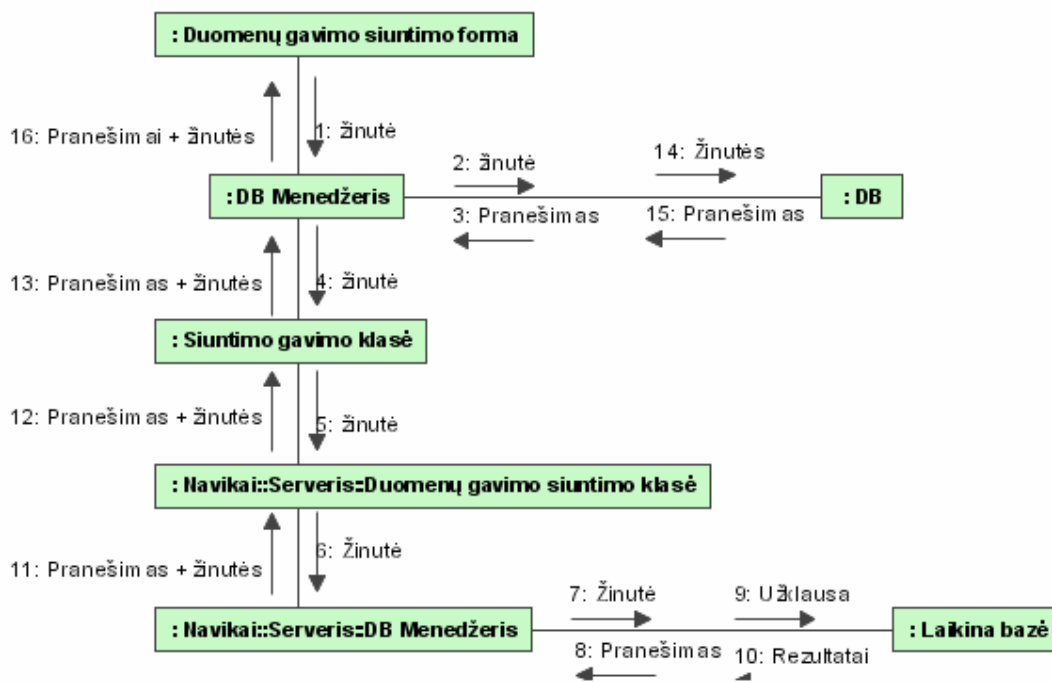 : Duomenų gavimo siuntimo forma
16: Pranešimai + žinutės
1: žinutė
2: žinutė
14: Žinutės
: DB Menedžeris
: DB
3: Pranešimas
15: Pranešimas
13: Pranešimas + žinutės
4: žinutė
: Siuntimo gavimo klasė
12: Pranešimas + žinutės
5: žinutė
: Navikai::Serveris::Duomenų gavimo siuntimo klasė
11: Pranešimas + žinutės
6: Žinutė
7: Žinutė
9: Užklausa
: Navikai::Serveris::DB Menedžeris
: Laikina bazė
8: Pranešimas
10: Rezultatai